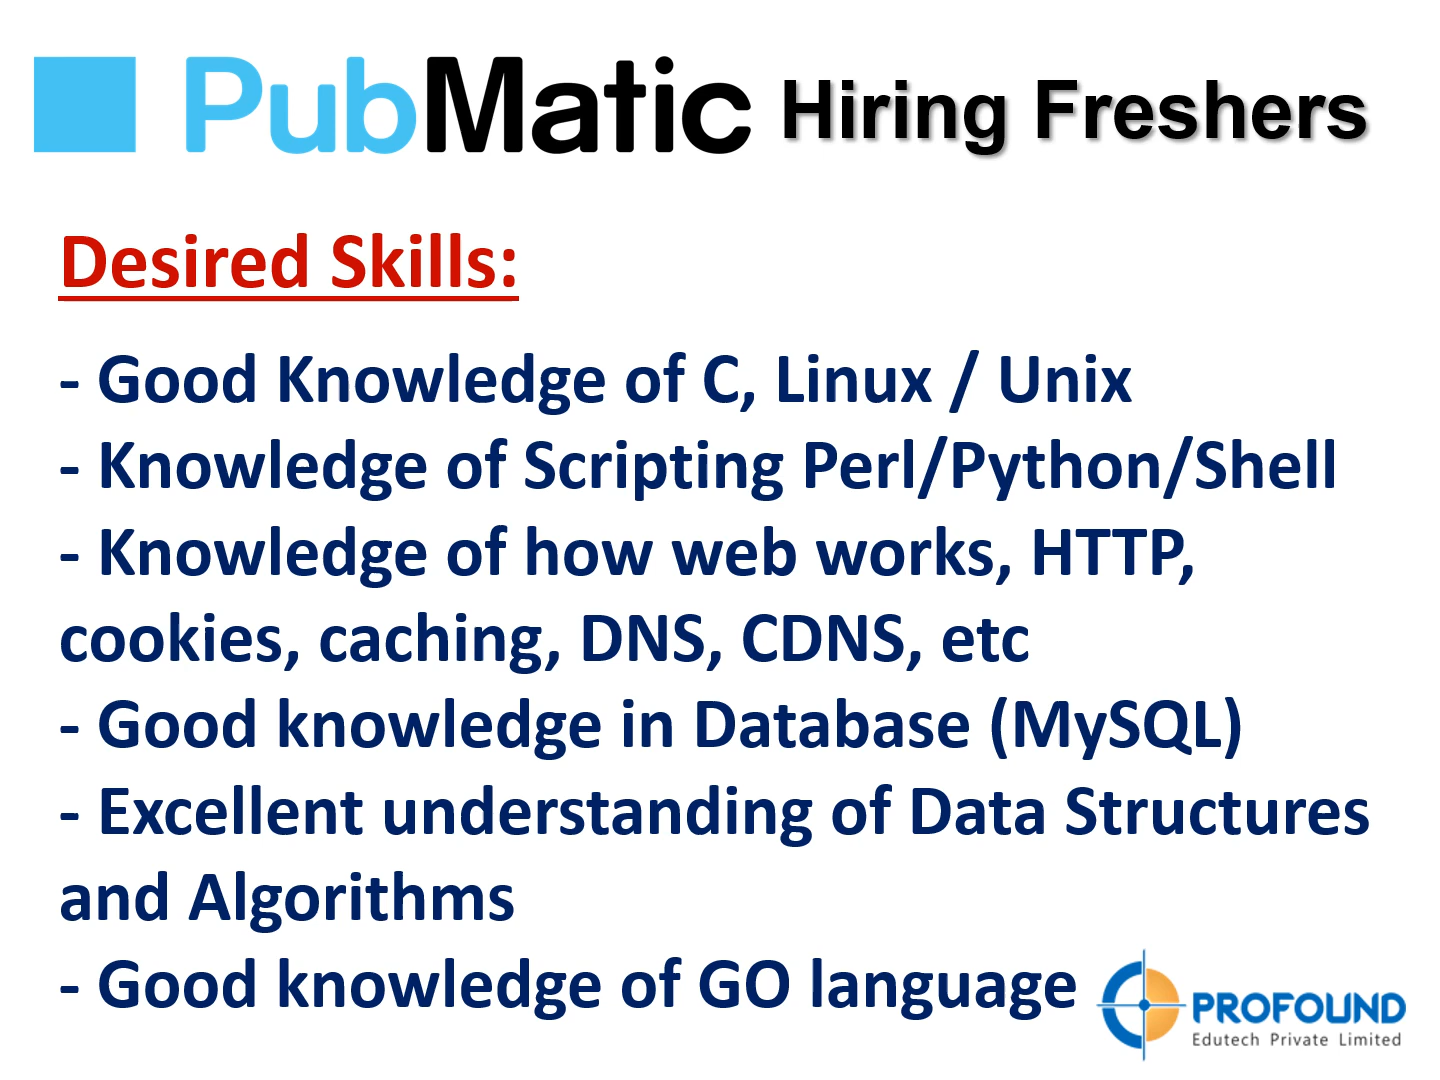 PubMatic Hiring Freshers
Desired Skills:
- Good Knowledge of C, Linux / Unix
- Knowledge of Scripting Perl/Python/Shell
- Knowledge of how web works, HTTP,
cookies, caching, DNS, CDNS, etc
- Good knowledge in Database (MySQL)
- Excellent understanding of Data Structures
and Algorithms
- Good knowledge of GO language
PROFOUND
Edutech Private Limited